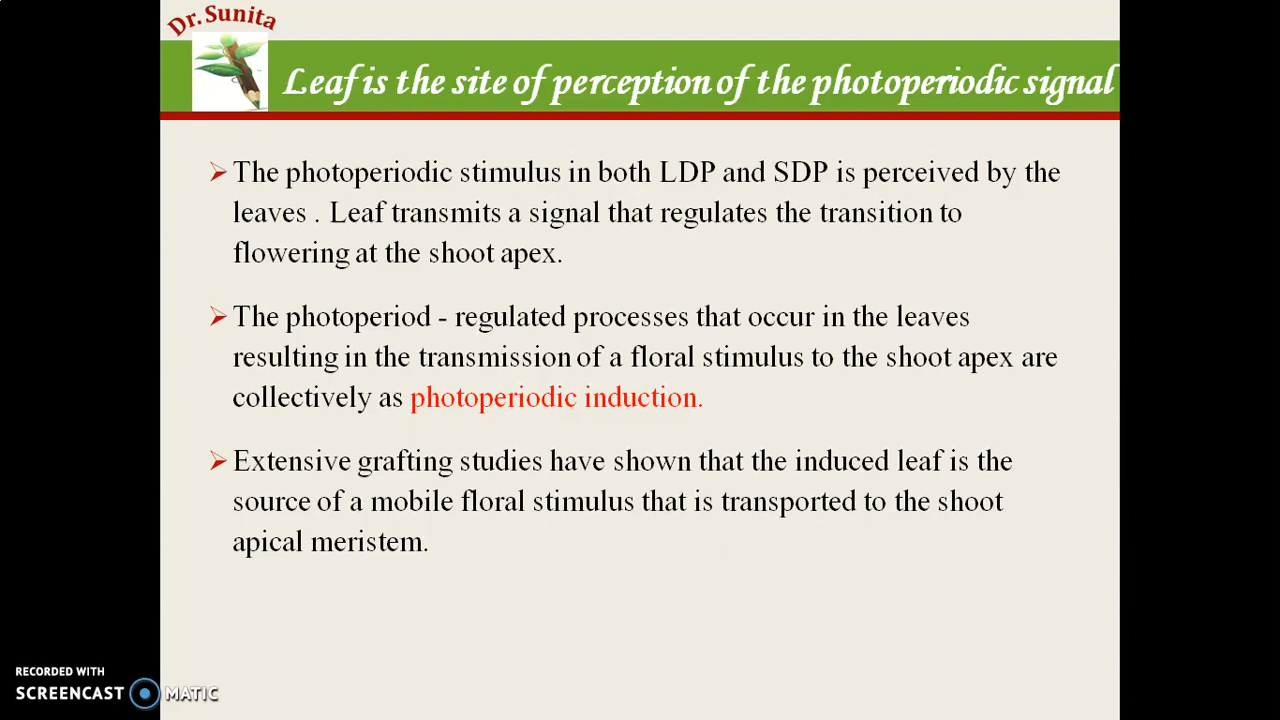 Dr. Sunita
Leaf is the site of perception of the photoperiodic signal
The photoperiodic stimulus in both LDP and SDP is perceived by the
leaves . Leaf transmits a signal that regulates the transition to
flowering at the shoot apex.
The photoperiod - regulated processes that occur in the leaves
resulting in the transmission of a floral stimulus to the shoot apex are
collectively as photoperiodic induction.
Extensive grafting studies have shown that the induced leaf is the
source of a mobile floral stimulus that is transported to the shoot
apical meristem.
RECORDED WITH
SCREENCAST MATIC